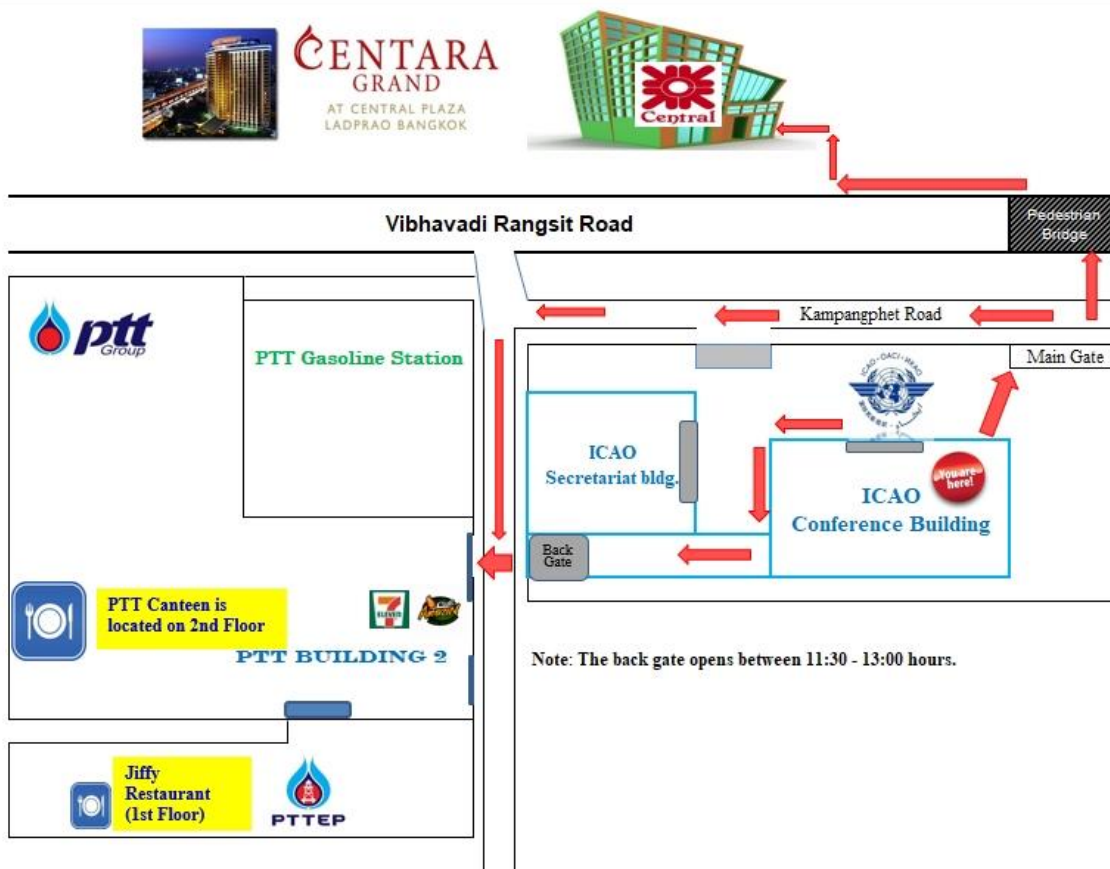 CENTARA
GRAND
AT CENTRAL PLAZA
LADPRAO BANGKOK
Central
Vibhavadi Rangsit Road
Pedestrian
Bridge
ptt
Group
PTT Gasoline Station
Kampangphet Road
Main Gate
ICAO
Secretariat bldg.
You are
here!
ICAO
Conference Building
Back
Gate
PTT Canteen is
located on 2nd Floor
7
ELEVEN
Amazon
PTT BUILDING 2
Note: The back gate opens between 11:30 - 13:00 hours.
Jiffy
Restaurant
(1st Floor)
PTTEP